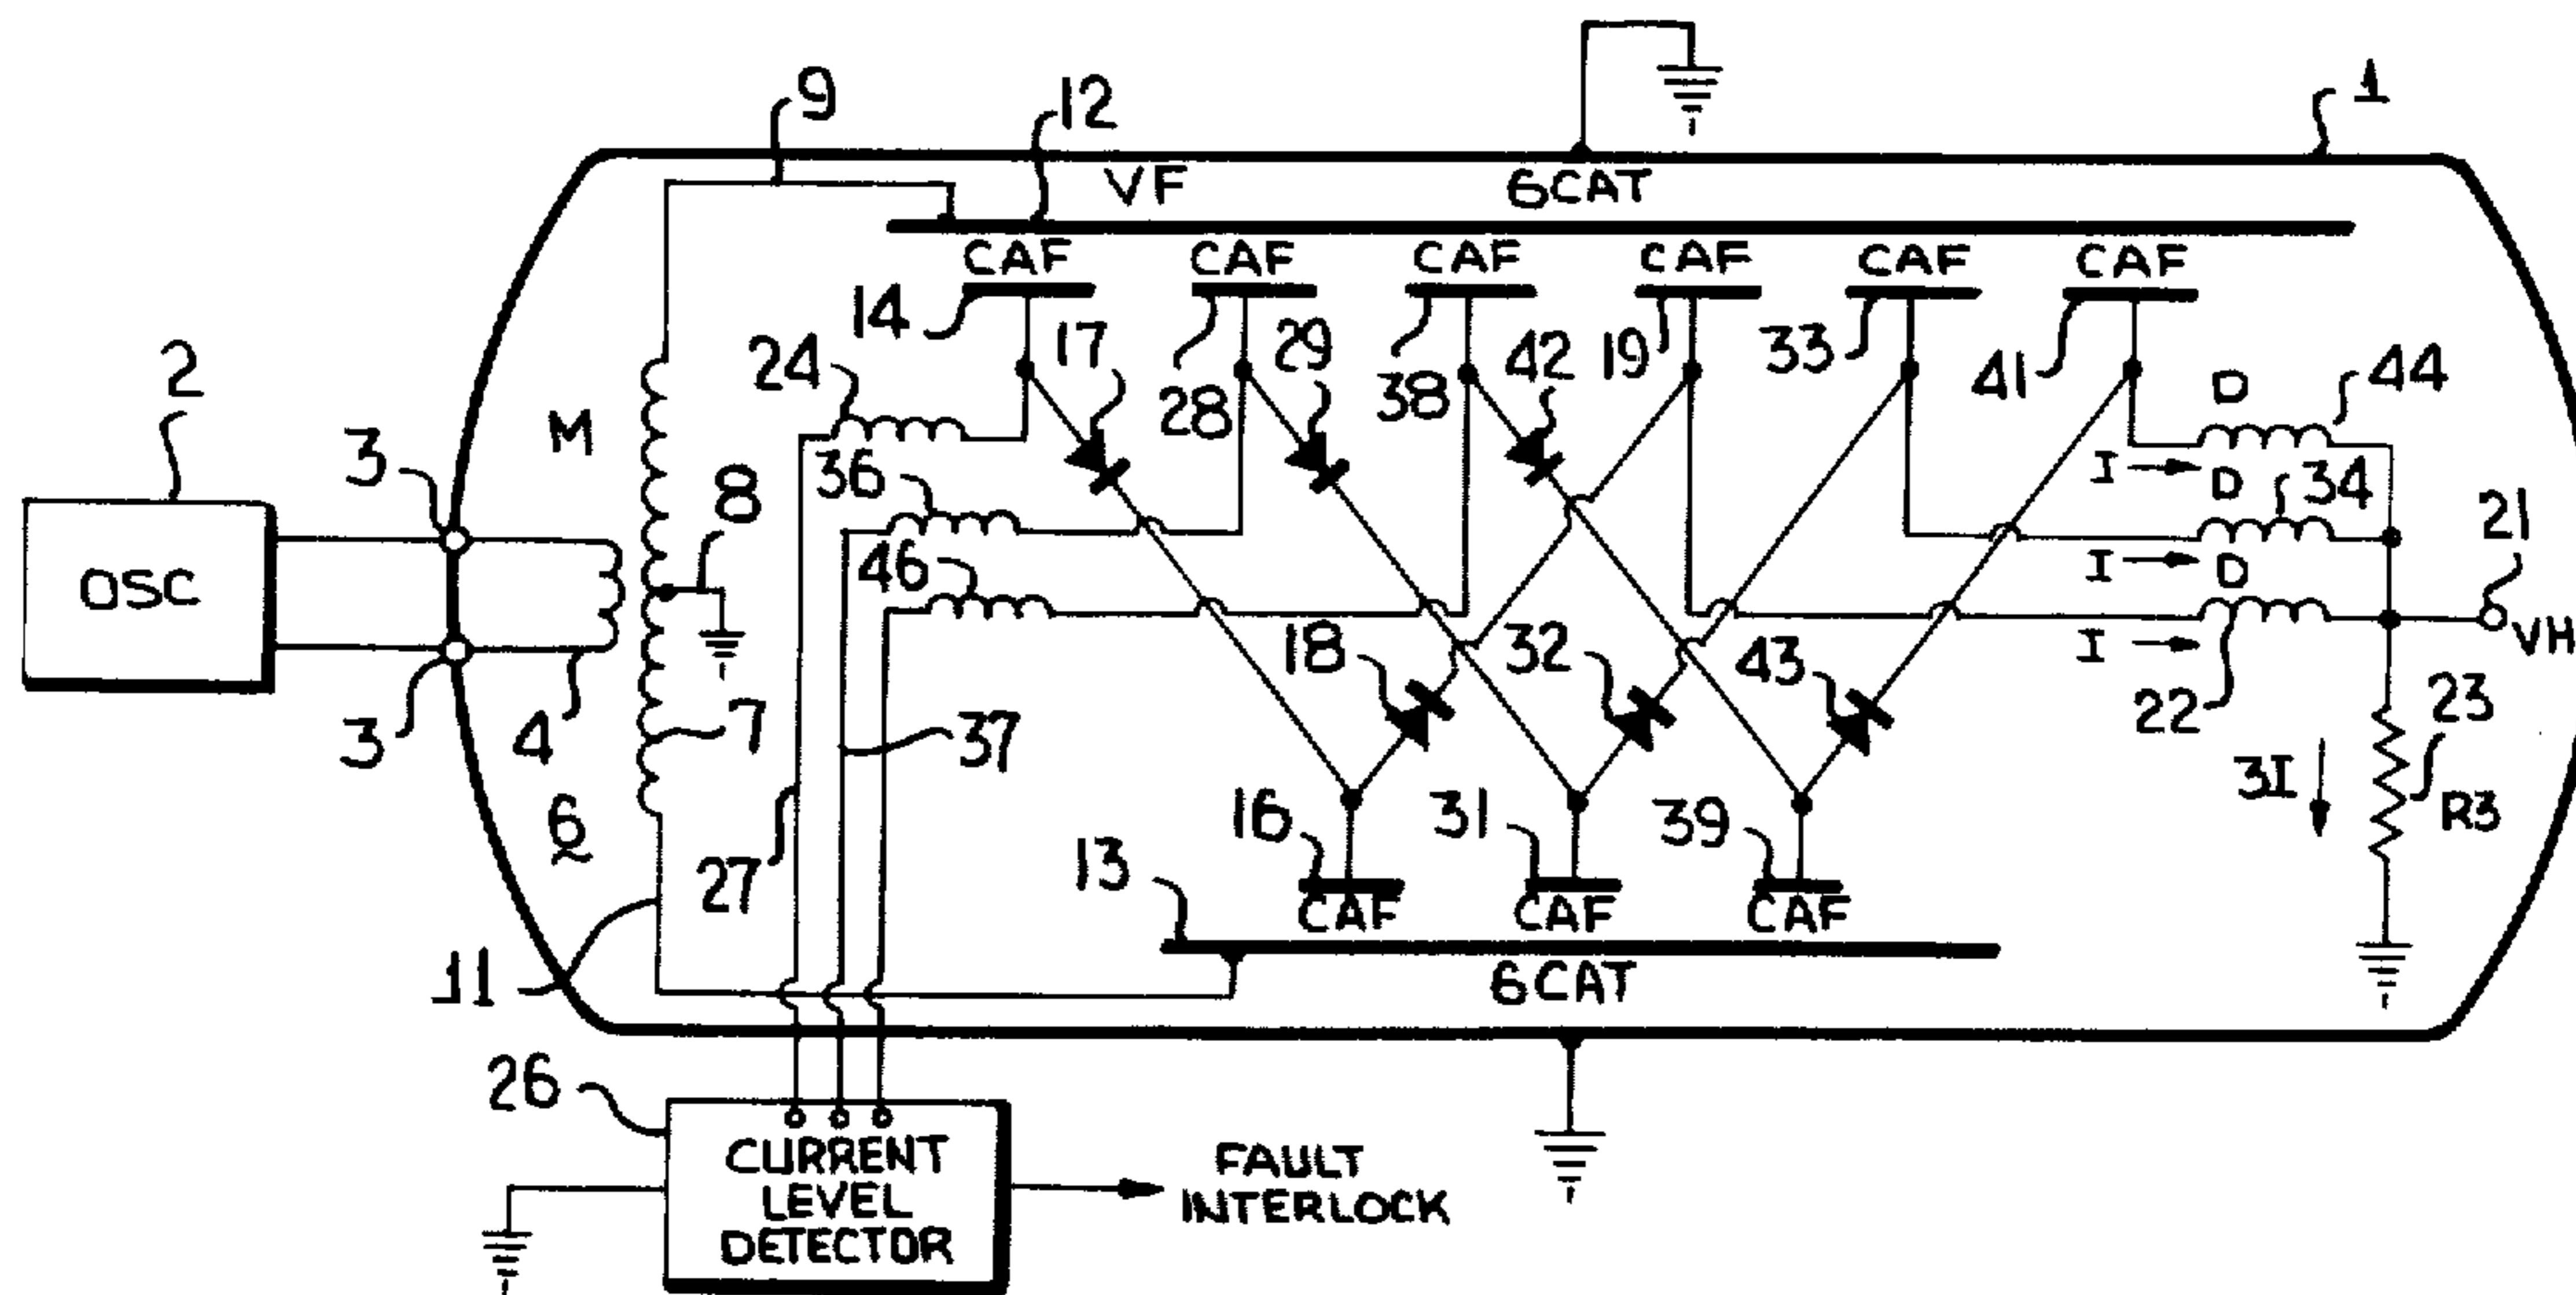 9
12
1
VF
6CAT
CAF CAF CAF CAF CAF CAF
14
17
28
29
38
42
19
33
41
D
44
2
24
M
3
8
36
I
D
34
21
OSC
46
I
D
VH
18
32
43
I
22
23
3
4
7
37
3I
R3
6
27
16
31
39
13
CAF CAF CAF
11
6CAT
26
CURRENT
LEVEL
DETECTOR
FAULT
INTERLOCK